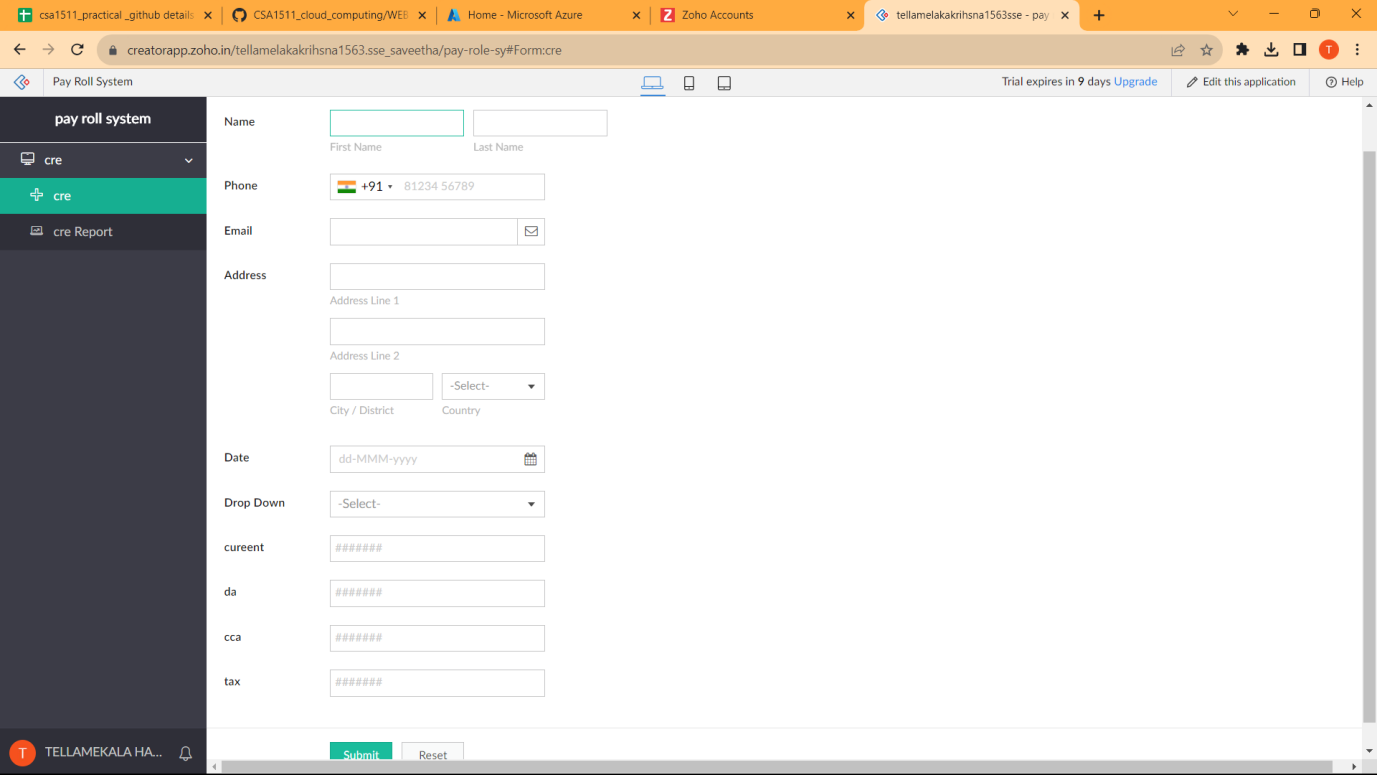 csa1511_practical _github details
CSA1511_cloud_computing/WEB
Home - Microsoft Azure
Zoho Accounts
tellamelakakrihsna1563sse - pay
creatorapp.zoho.in/tellamelakakrihsna1563.sse_saveetha/pay-role-sy#Form:cre
T
Pay Roll System
Trial expires in 9 days Upgrade
Edit this application
Help
pay roll system
cre
cre
cre Report
Name
First Name
Last Name
Phone
+91
81234 56789
Email
Address
Address Line 1
Address Line 2
-Select-
City / District
Country
Date
dd-MMM-yyyy
Drop Down
-Select-
cureent
#######
da
#######
cca
#######
tax
#######
Submit
Reset
T
TELLAMEKALA HA...